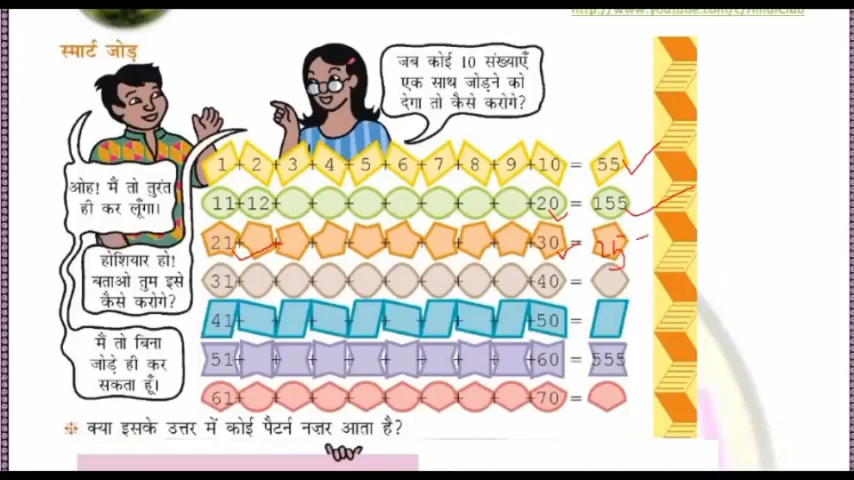 http://www.youtube.com/c/HindiClub
स्मार्ट जोड़
जब कोई 10 संख्याएँ
एक साथ जोड़ने को
देगा तो कैसे करोगे?
ओह! मैं तो तुरंत
ही कर लूँगा।
होशियार हो!
बताओ तुम इसे
कैसे करोगे?
मैं तो बिना
जोड़े ही कर
सकता हूँ।
1+2+3+4+5+6+7+8+9+10 = 55
11+12+ + + + + + + +20 = 155
21+ + + + + + + + +30 = 25
31+ + + + + + + + +40 =
41+ + + + + + + + +50 =
51+ + + + + + + + +60 = 555
61+ + + + + + + + +70 =
क्या इसके उत्तर में कोई पैटर्न नज़र आता है?